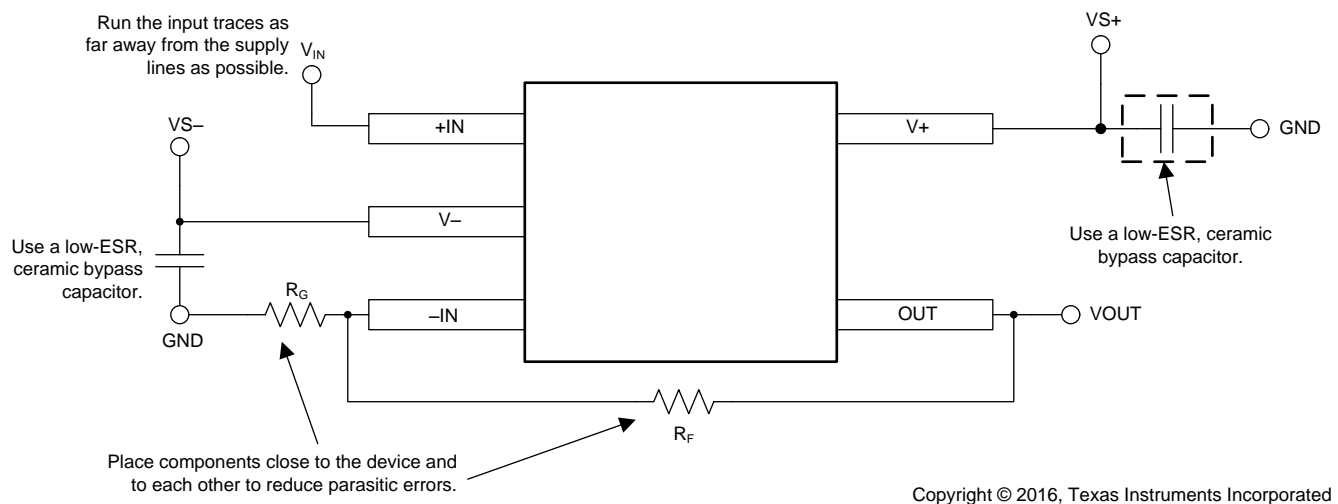 Run the input traces as
far away from the supply
lines as possible.
VIN
VS+
VS–
+IN
V+
GND
V–
Use a low-ESR,
ceramic bypass
capacitor.
Use a low-ESR, ceramic
bypass capacitor.
RG
–IN
OUT
VOUT
GND
RF
Place components close to the device and
to each other to reduce parasitic errors.
Copyright © 2016, Texas Instruments Incorporated